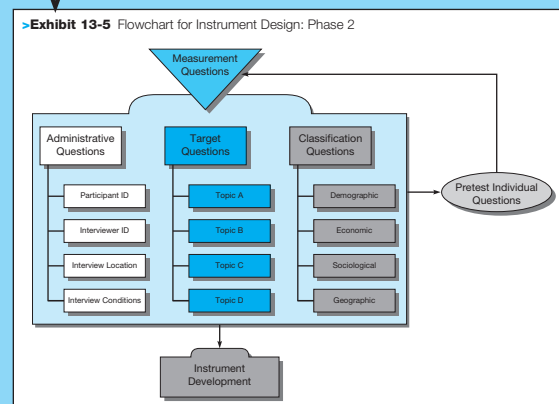 >Exhibit 13-5 Flowchart for Instrument Design: Phase 2
Measurement
Questions
Administrative
Questions
Target
Questions
Classification
Questions
Participant ID
Topic A
Demographic
Interviewer ID
Topic B
Economic
Interview Location
Topic C
Sociological
Interview Conditions
Topic D
Geographic
Pretest Individual
Questions
Instrument
Development